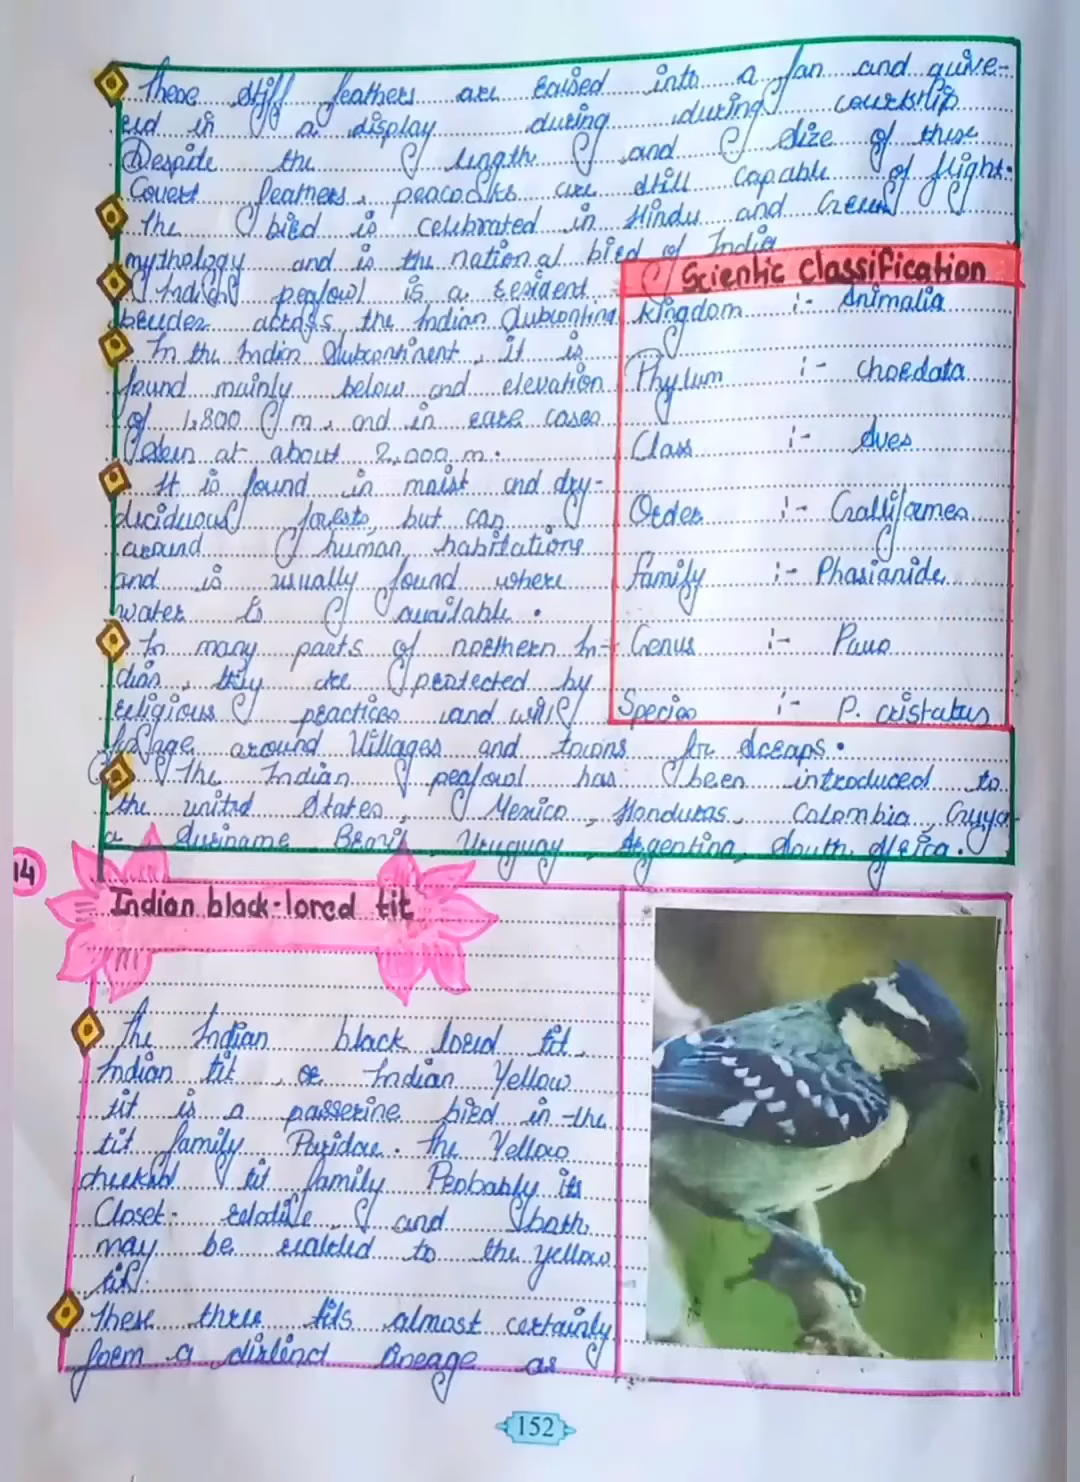 These stiff feathers are raised into a fan and quive-
red in a display during during courtship
Despite the length and size of these
Covert feathers, peacocks are still capable of flight.
The bird is celebrated in Hindu and Greek
mythology and is the national bird of India
Indian peafowl is a resident
breeder across the Indian Subcontine
In the Indian Subcontinent, it is
found mainly below and elevation
of 1,800 m, and in rare cases
seen at about 2,000 m.
It is found in moist and dry-
deciduous forests, but can
around human habitations
and is usually found where
water is available.
In many parts of northern In-
dian, they are protected by
religious practices and will
forage around Villages and towns for scraps.
The Indian peafowl has been introduced to
the united States, Mexico, Honduras, Colombia, Guya-
a Suriname Brazil, Uruguay, Argentina, South Africa.
Scientic classification
kingdom :- Animalia
Phylum :- chordata
Class :- Aves
Order :- Galliformes
family :- Phasianide
Genus :- Pavo
Species :- P. cristatus
14
Indian black-lored tit
The Indian black lored tit,
Indian tit, or Indian Yellow
tit is a passerine bird in the
tit family Paridae. The Yellow
cheeked tit family Probably its
Closet relative, and both
may be realted to the yellow
tit.
These three tits almost certainly
form a distinct lineage as
152